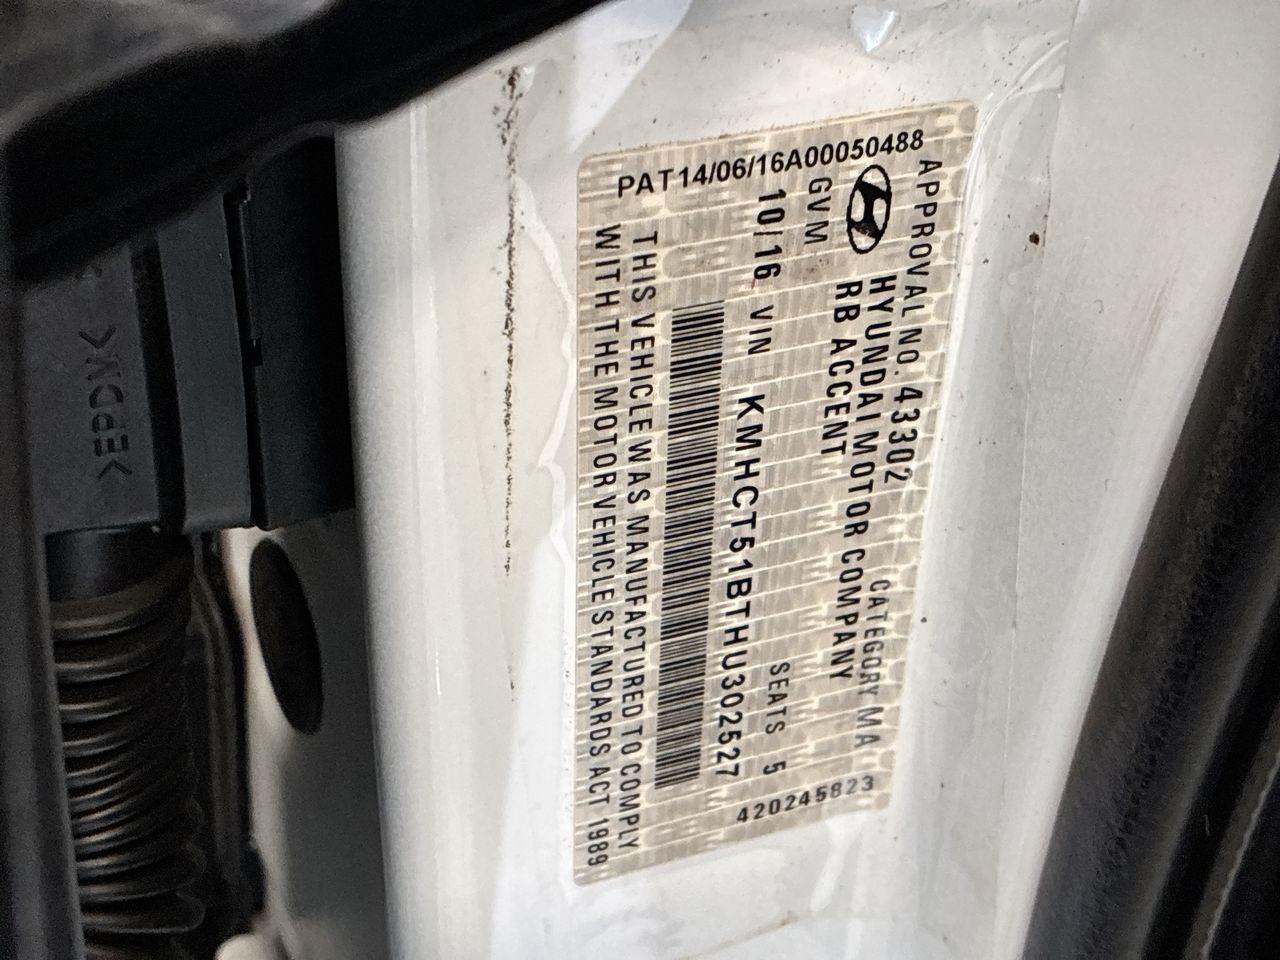 PAT14/06/16A00050488
APPROVAL NO. 43302 CATEGORY MA
HYUNDAI MOTOR COMPANY
RB ACCENT
GVM SEATS 5
10/16 VIN KMHCT51BTHU302527
THIS VEHICLE WAS MANUFACTURED TO COMPLY
WITH THE MOTOR VEHICLE STANDARDS ACT 1989
420245823
>EPDM<